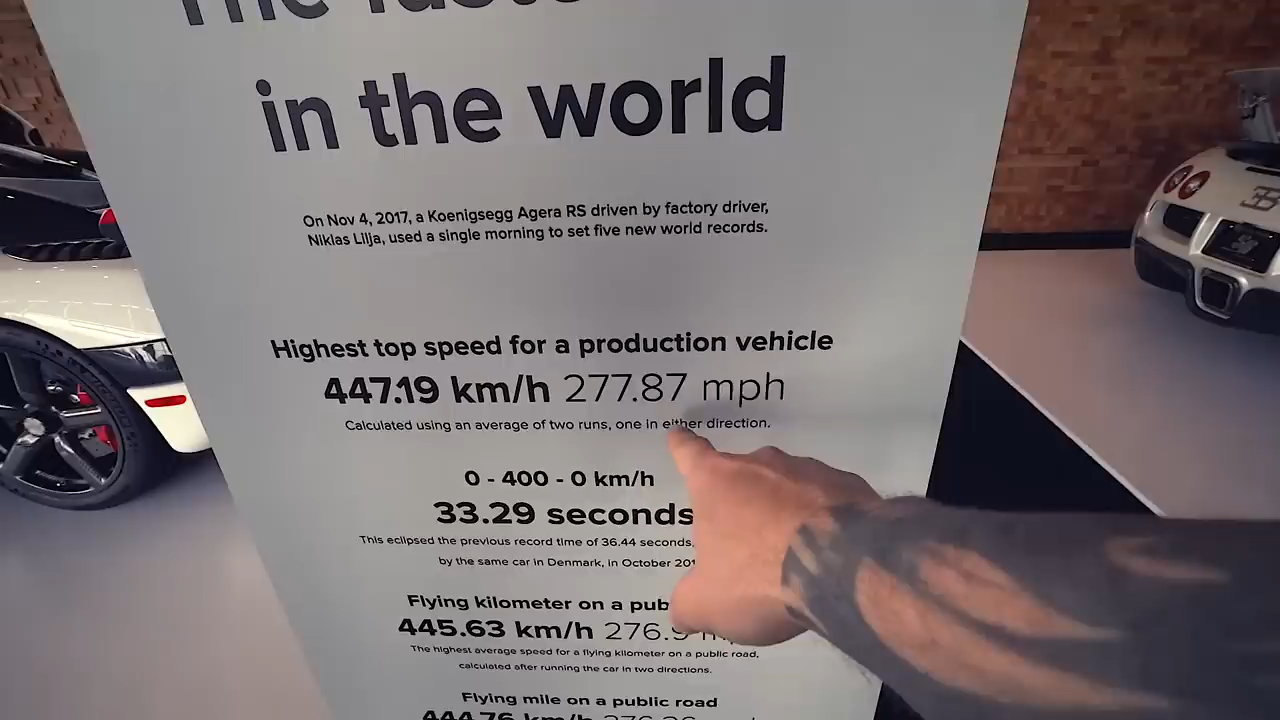 The
in the world
On Nov 4, 2017, a Koenigsegg Agera RS driven by factory driver,
Niklas Lilja, used a single morning to set five new world records.
Highest top speed for a production vehicle
447.19 km/h 277.87 mph
Calculated using an average of two runs, one in either direction.
0 - 400 - 0 km/h
33.29 seconds
This eclipsed the previous record time of 36.44 seconds,
by the same car in Denmark, in October
Flying kilometer on a
445.63 km/h
The highest average speed for a flying kilometer on a public road,
calculated after running the car in two directions.
Flying mile on a public road
444.76 km/h